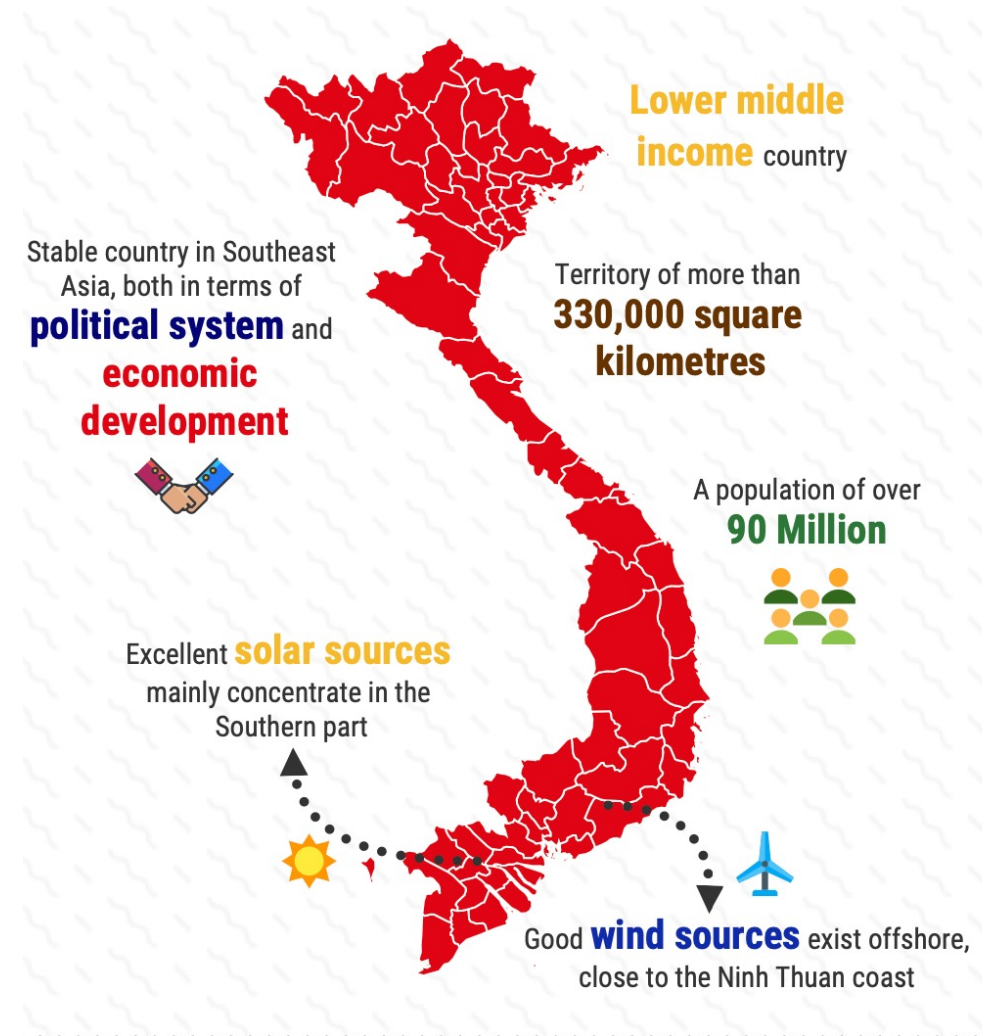 Lower middle
income country
Stable country in Southeast
Asia, both in terms of
political system and
economic
development
Territory of more than
330,000 square
kilometres
A population of over
90 Million
Excellent solar sources
mainly concentrate in the
Southern part
Good wind sources exist offshore,
close to the Ninh Thuan coast